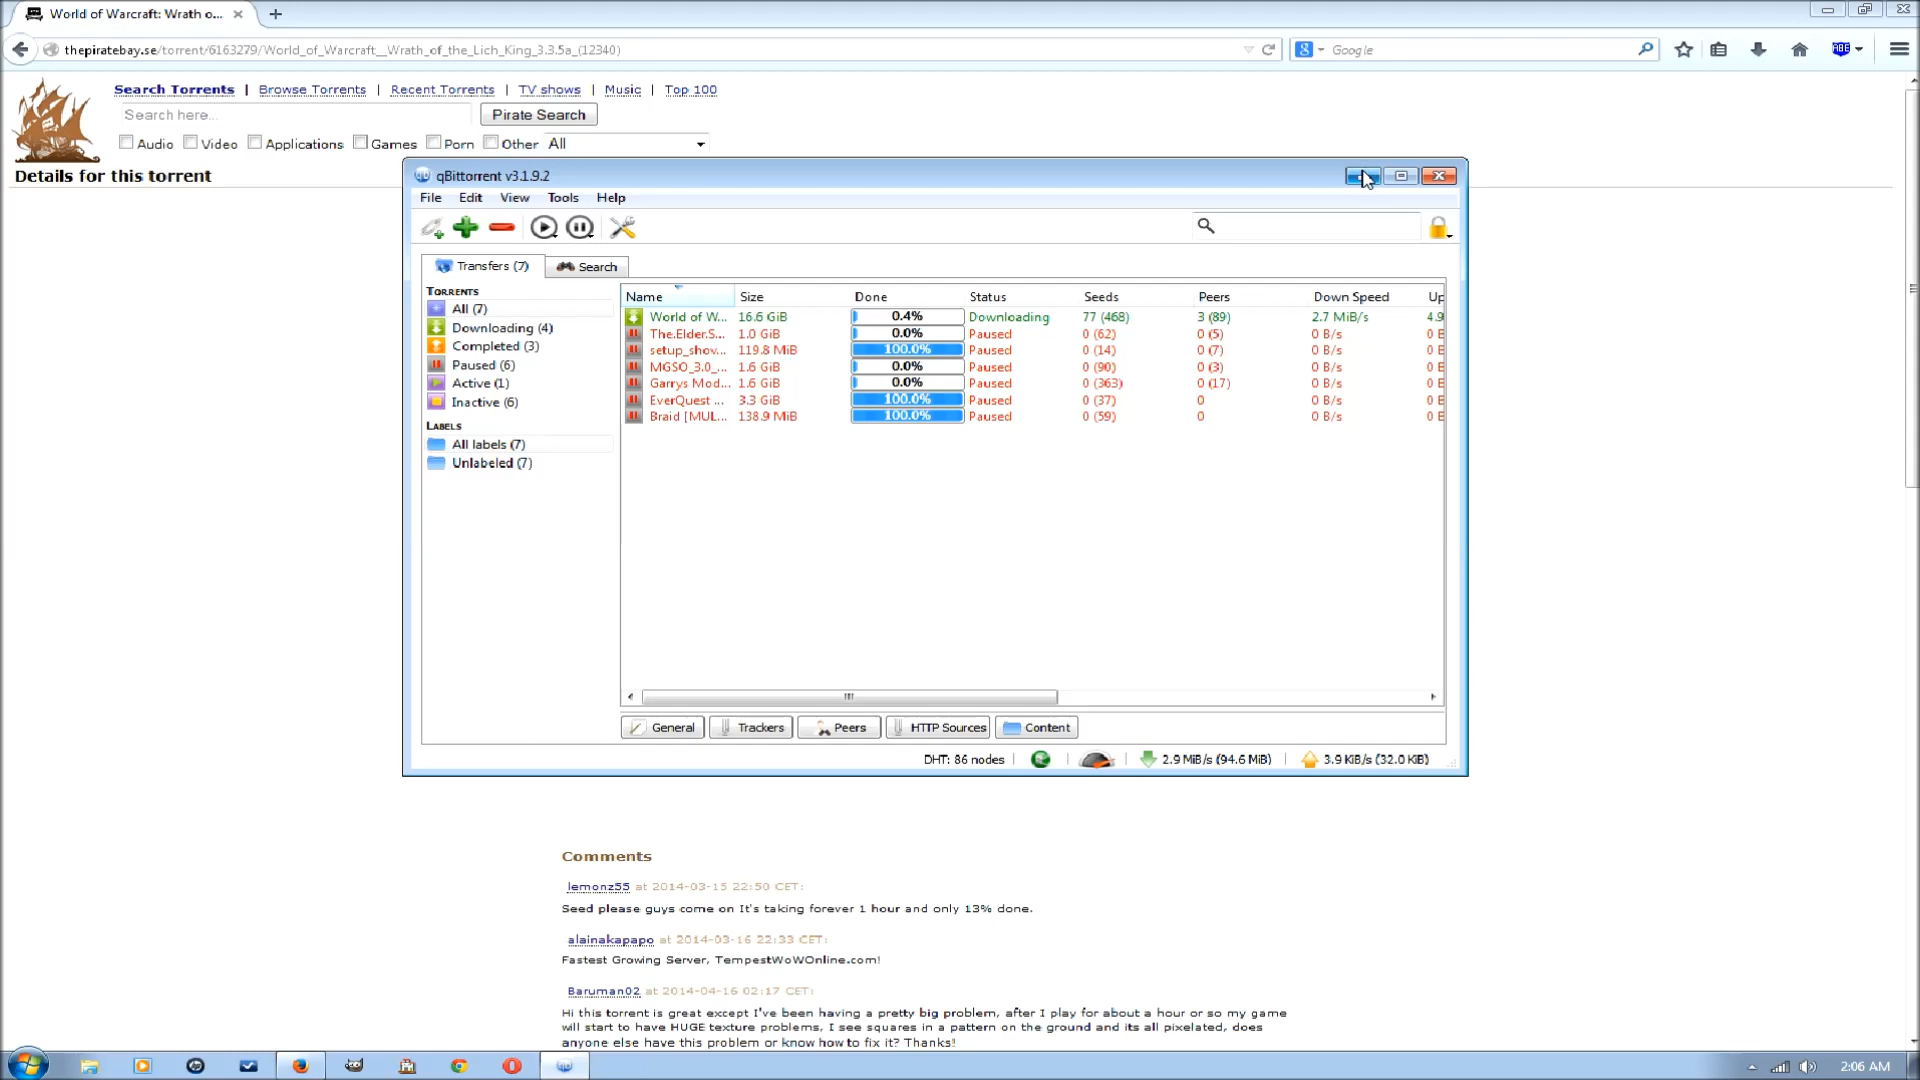 World of Warcraft: Wrath o...
thepiratebay.se/torrent/6163279/World_of_Warcraft__Wrath_of_the_Lich_King_3.3.5a_(12340)
Google
ABE
Search Torrents | Browse Torrents | Recent Torrents | TV shows | Music | Top 100
Search here...
Pirate Search
Audio Video Applications Games Porn Other All
Details for this torrent
qBittorrent v3.1.9.2
File Edit View Tools Help
Transfers (7) Search
TORRENTS
All (7)
Downloading (4)
Completed (3)
Paused (6)
Active (1)
Inactive (6)
LABELS
All labels (7)
Unlabeled (7)
Name Size Done Status Seeds Peers Down Speed Up
World of W... 16.6 GiB 0.4% Downloading 77 (468) 3 (89) 2.7 MiB/s 4.9
The.Elder.S... 1.0 GiB 0.0% Paused 0 (62) 0 (5) 0 B/s 0 B
setup_shov... 119.8 MiB 100.0% Paused 0 (14) 0 (7) 0 B/s 0 B
MGSO_3.0_... 1.6 GiB 0.0% Paused 0 (90) 0 (3) 0 B/s 0 B
Garrys Mod... 1.6 GiB 0.0% Paused 0 (363) 0 (17) 0 B/s 0 B
EverQuest ... 3.3 GiB 100.0% Paused 0 (37) 0 0 B/s 0 B
Braid [MUL... 138.9 MiB 100.0% Paused 0 (59) 0 0 B/s 0 B
General Trackers Peers HTTP Sources Content
DHT: 86 nodes 2.9 MiB/s (94.6 MiB) 3.9 KiB/s (32.0 KiB)
Comments
lemonz55 at 2014-03-15 22:50 CET:
Seed please guys come on It's taking forever 1 hour and only 13% done.
alainakapapo at 2014-03-16 22:33 CET:
Fastest Growing Server, TempestWoWOnline.com!
Baruman02 at 2014-04-16 02:17 CET:
Hi this torrent is great except I've been having a pretty big problem, after I play for about a hour or so my game
will start to have HUGE texture problems, I see squares in a pattern on the ground and its all pixelated, does
anyone else have this problem or know how to fix it? Thanks!
2:06 AM